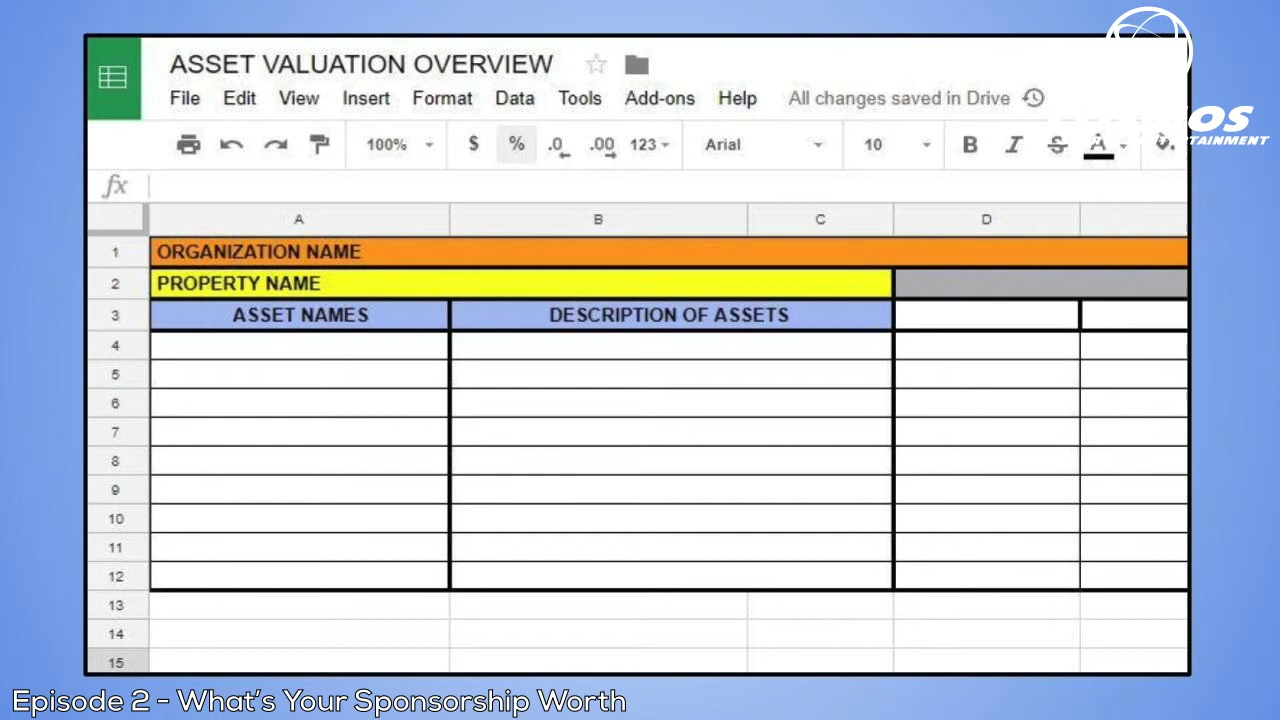 ASSET VALUATION OVERVIEW
File Edit View Insert Format Data Tools Add-ons Help All changes saved in Drive
100% $ % .0 .00 123 Arial 10 B I S A
fx
A B C D
1 ORGANIZATION NAME
2 PROPERTY NAME
3 ASSET NAMES DESCRIPTION OF ASSETS
4
5
6
7
8
9
10
11
12
13
14
15
Episode 2 - What's Your Sponsorship Worth